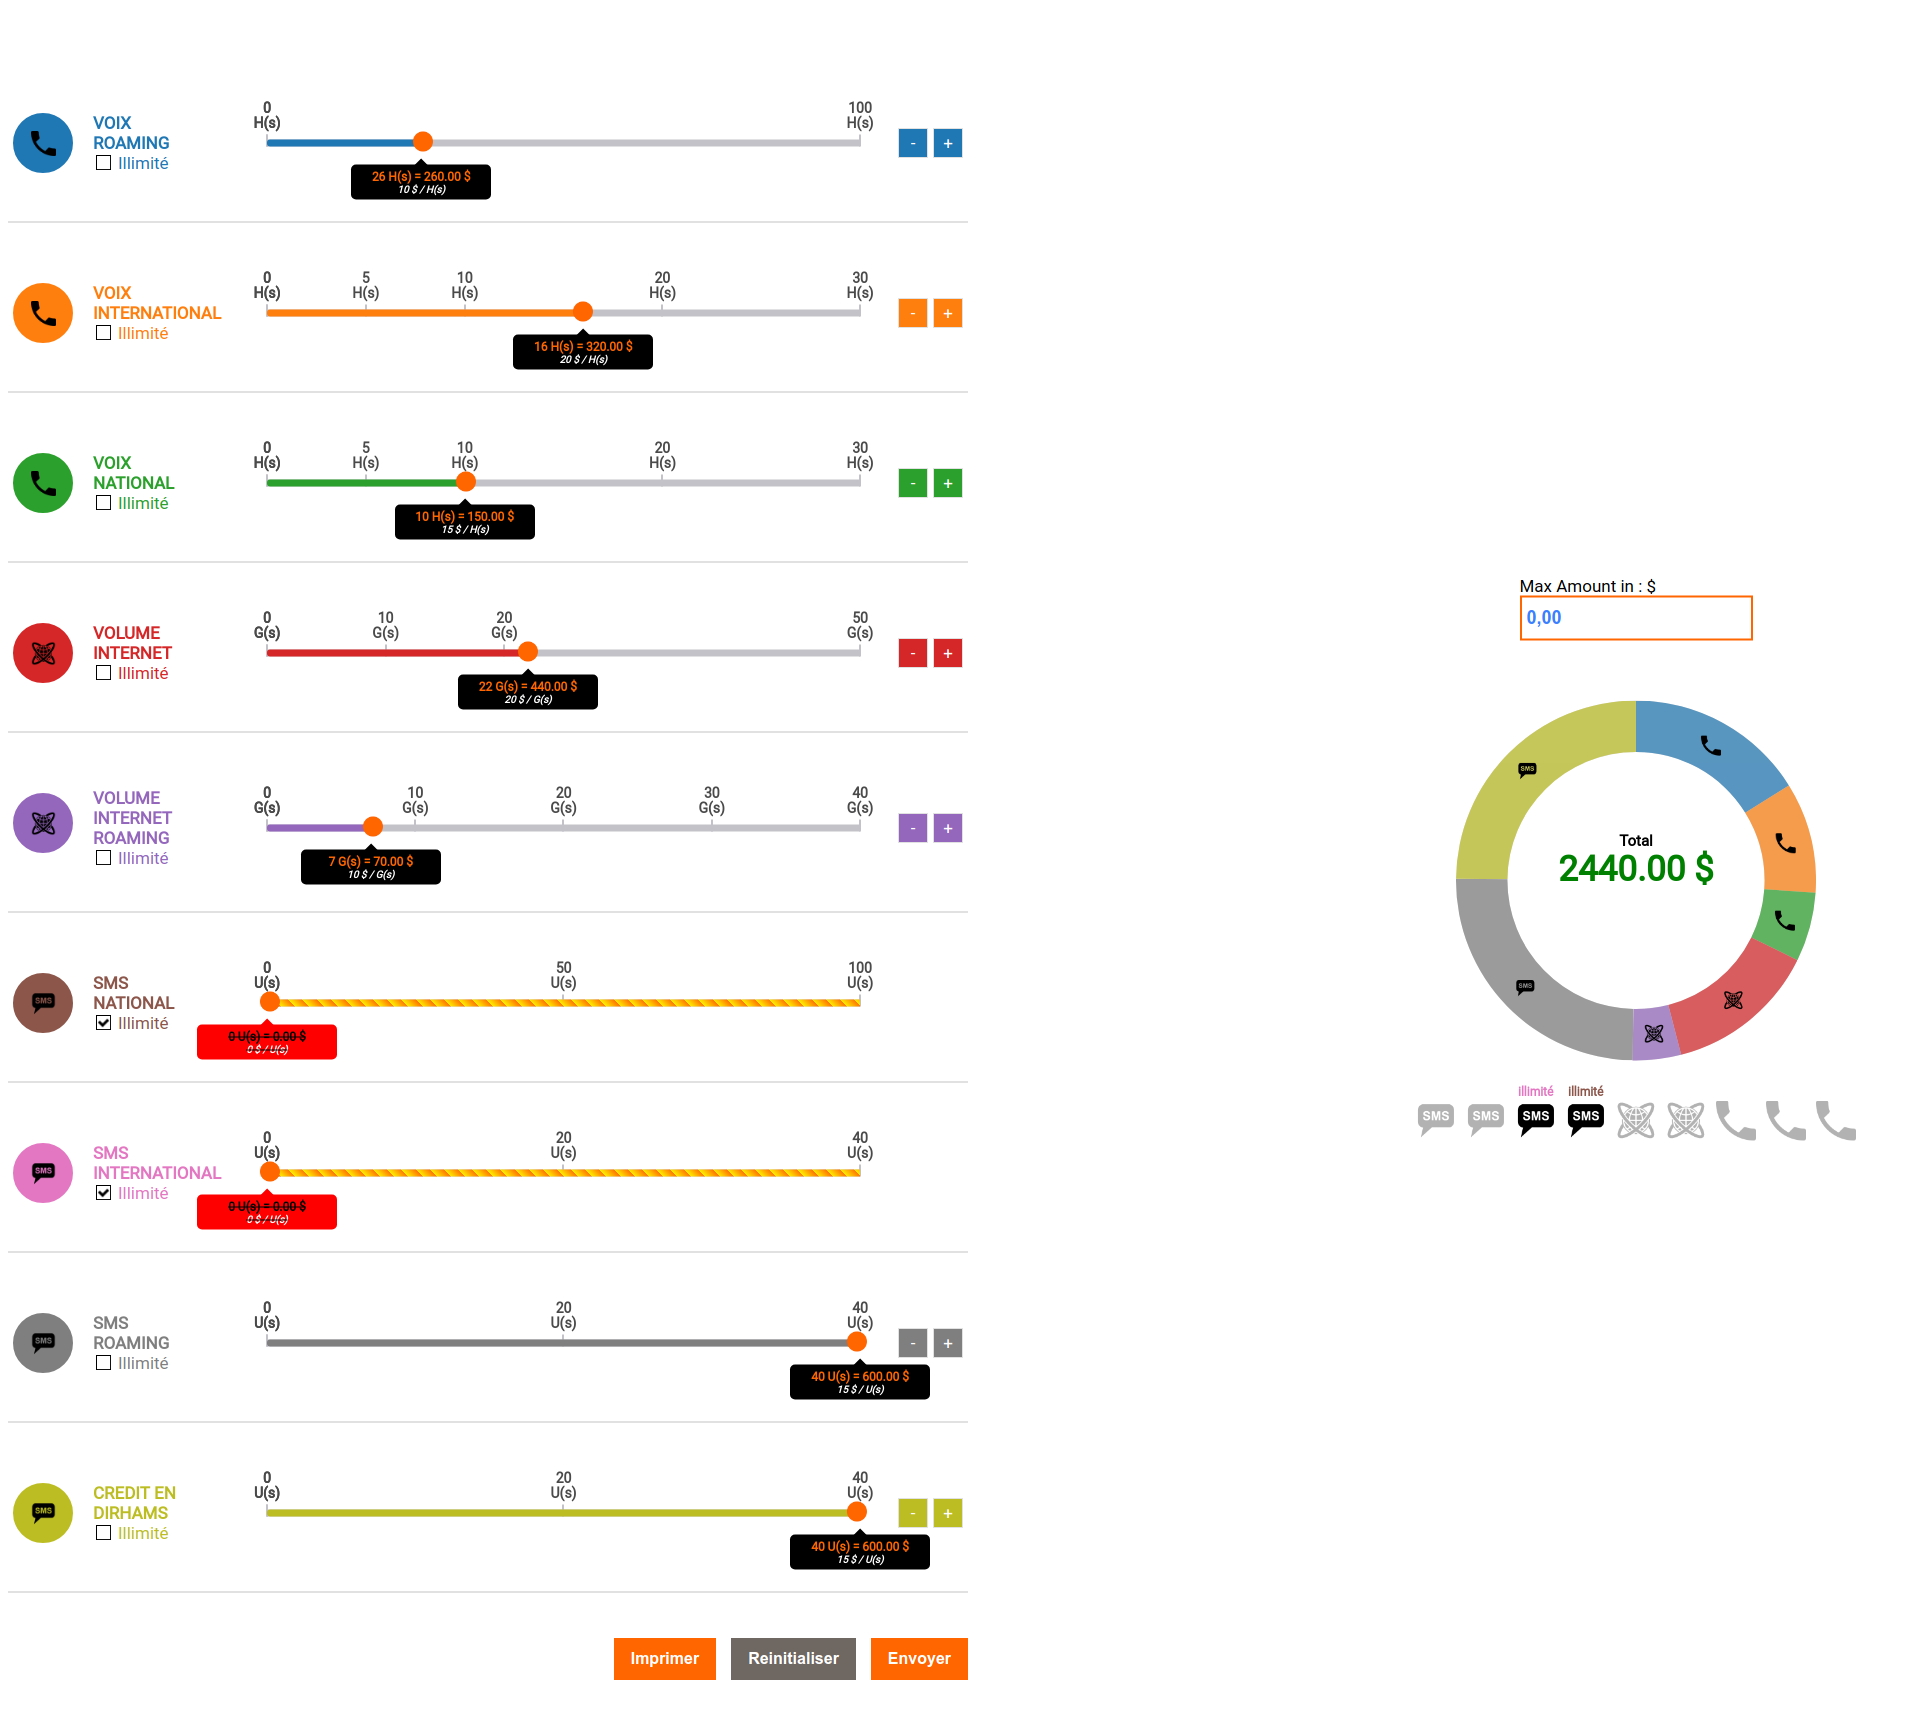 0
H(s)
100
H(s)
VOIX
ROAMING
Illimité
- +
26 H(s) = 260.00 $
10 $ / H(s)
0 5 10 20 30
H(s) H(s) H(s) H(s) H(s)
VOIX
INTERNATIONAL
Illimité
- +
16 H(s) = 320.00 $
20 $ / H(s)
0 5 10 20 30
H(s) H(s) H(s) H(s) H(s)
VOIX
NATIONAL
Illimité
- +
10 H(s) = 150.00 $
15 $ / H(s)
0 10 20 50
G(s) G(s) G(s) G(s)
VOLUME
INTERNET
Illimité
- +
22 G(s) = 440.00 $
20 $ / G(s)
0 10 20 30 40
G(s) G(s) G(s) G(s) G(s)
VOLUME
INTERNET
ROAMING
Illimité
- +
7 G(s) = 70.00 $
10 $ / G(s)
0 50 100
U(s) U(s) U(s)
SMS
SMS
NATIONAL
Illimité
0 U(s) = 0.00 $
0 $ / U(s)
0 20 40
U(s) U(s) U(s)
SMS
SMS
INTERNATIONAL
Illimité
0 U(s) = 0.00 $
0 $ / U(s)
0 20 40
U(s) U(s) U(s)
SMS
SMS
ROAMING
Illimité
- +
40 U(s) = 600.00 $
15 $ / U(s)
0 20 40
U(s) U(s) U(s)
SMS
CREDIT EN
DIRHAMS
Illimité
- +
40 U(s) = 600.00 $
15 $ / U(s)
Imprimer Reinitialiser Envoyer
Max Amount in : $
0,00
SMS
Total
2440.00 $
SMS
illimité illimité
SMS SMS SMS SMS